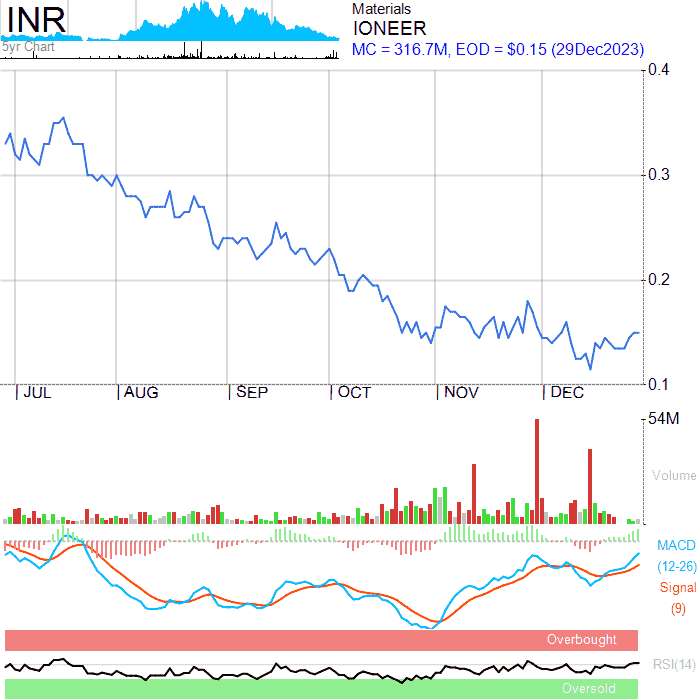 INR
5yr Chart
Materials
IONEER
MC = 316.7M, EOD = $0.15 (29Dec2023)
0.4
0.3
0.2
0.1
JUL AUG SEP OCT NOV DEC
54M
Volume
MACD
(12-26)
Signal
(9)
Overbought
RSI(14)
Oversold